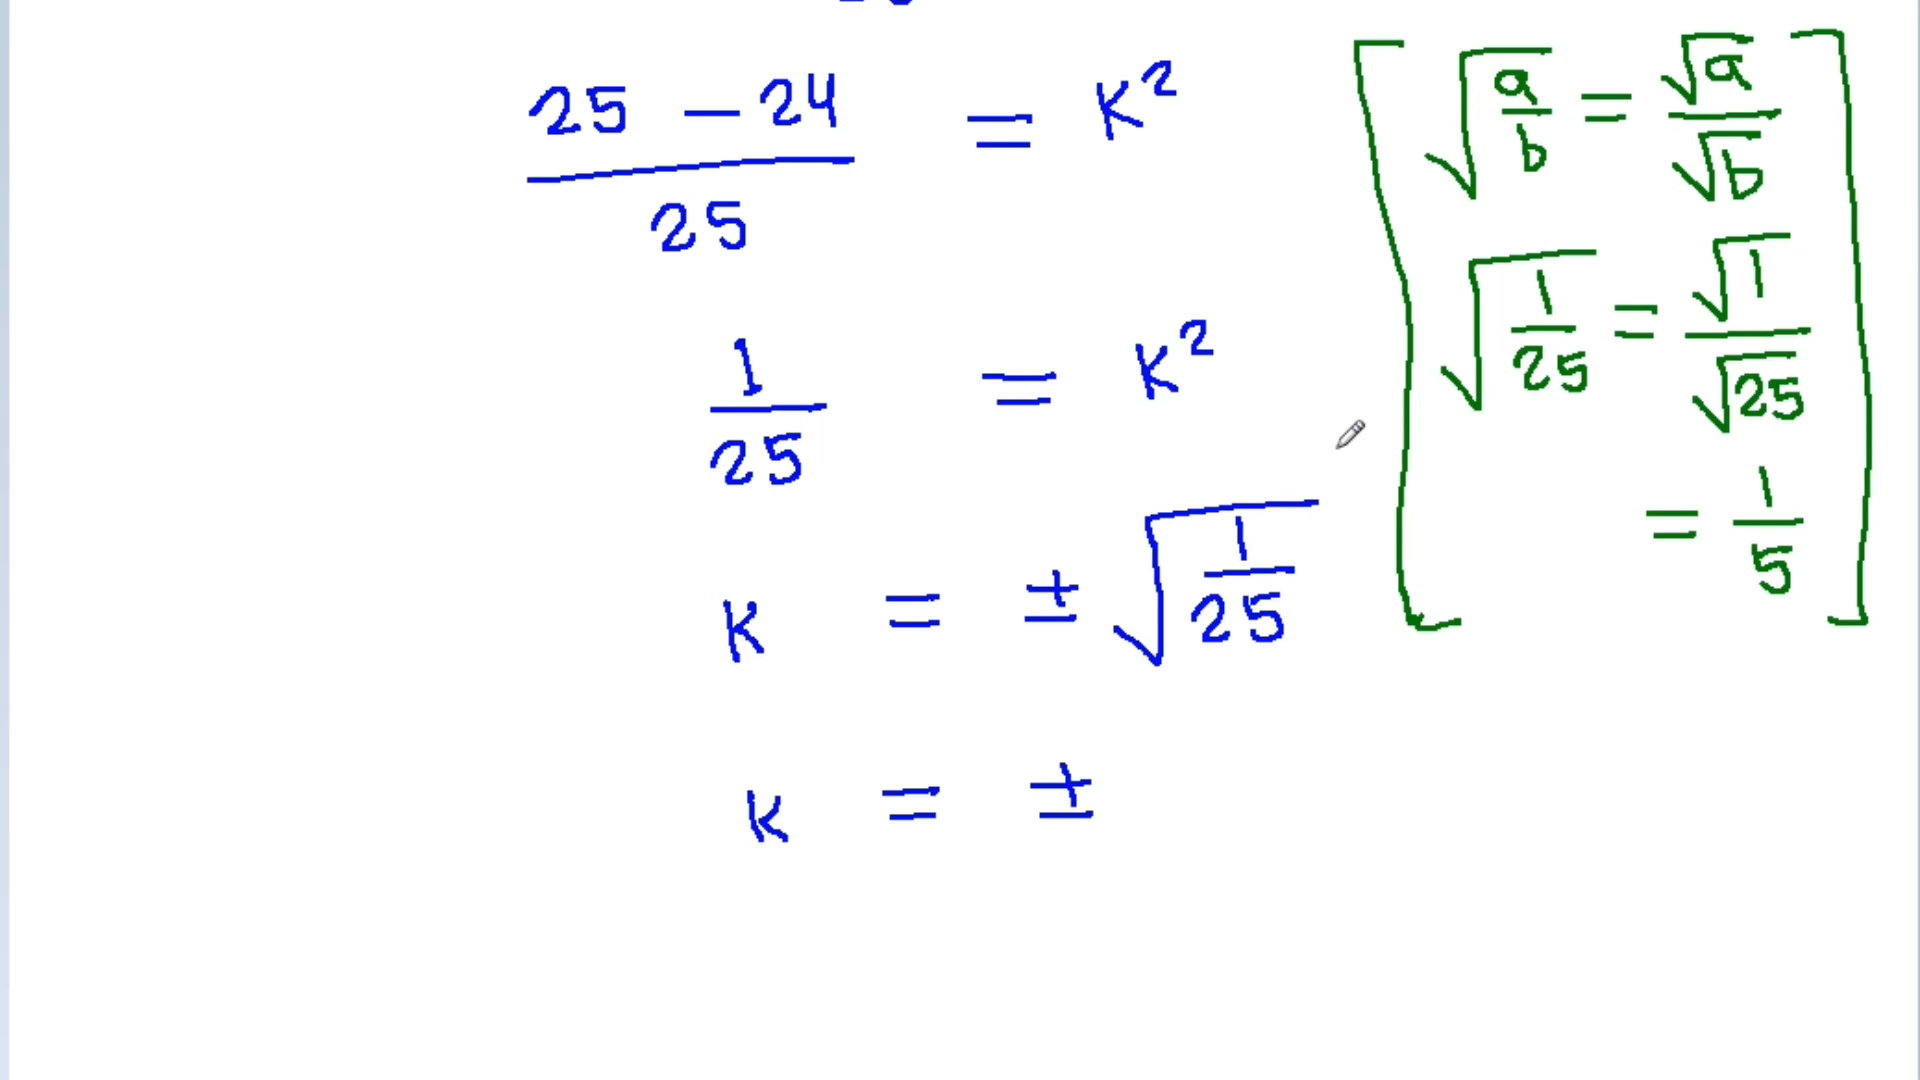 (25 - 24)/25 = K²
1/25 = K²
K = ± √(1/25)
K = ±
[ √(a/b) = √a/√b
√(1/25) = √1/√25
= 1/5 ]